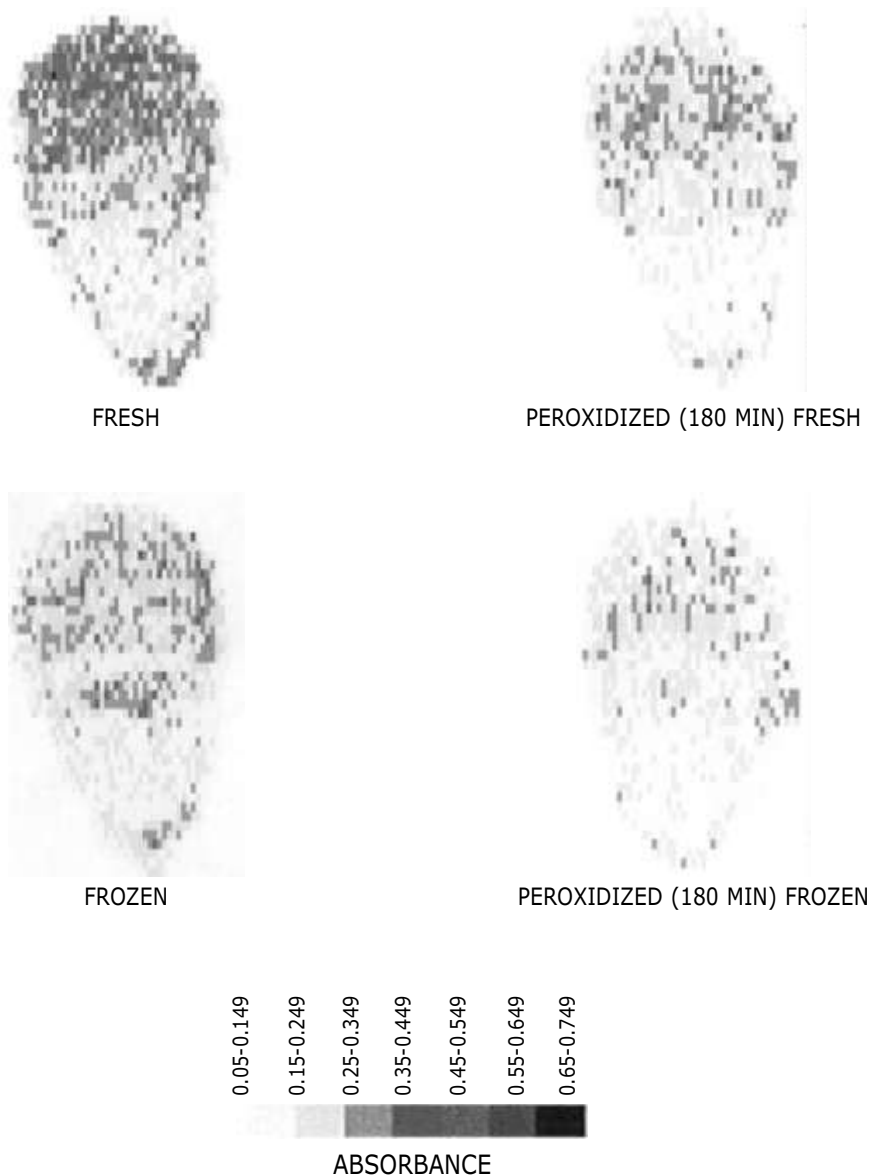 FRESH
PEROXIDIZED (180 MIN) FRESH
FROZEN
PEROXIDIZED (180 MIN) FROZEN
0.05-0.149
0.15-0.249
0.25-0.349
0.35-0.449
0.45-0.549
0.55-0.649
0.65-0.749
ABSORBANCE